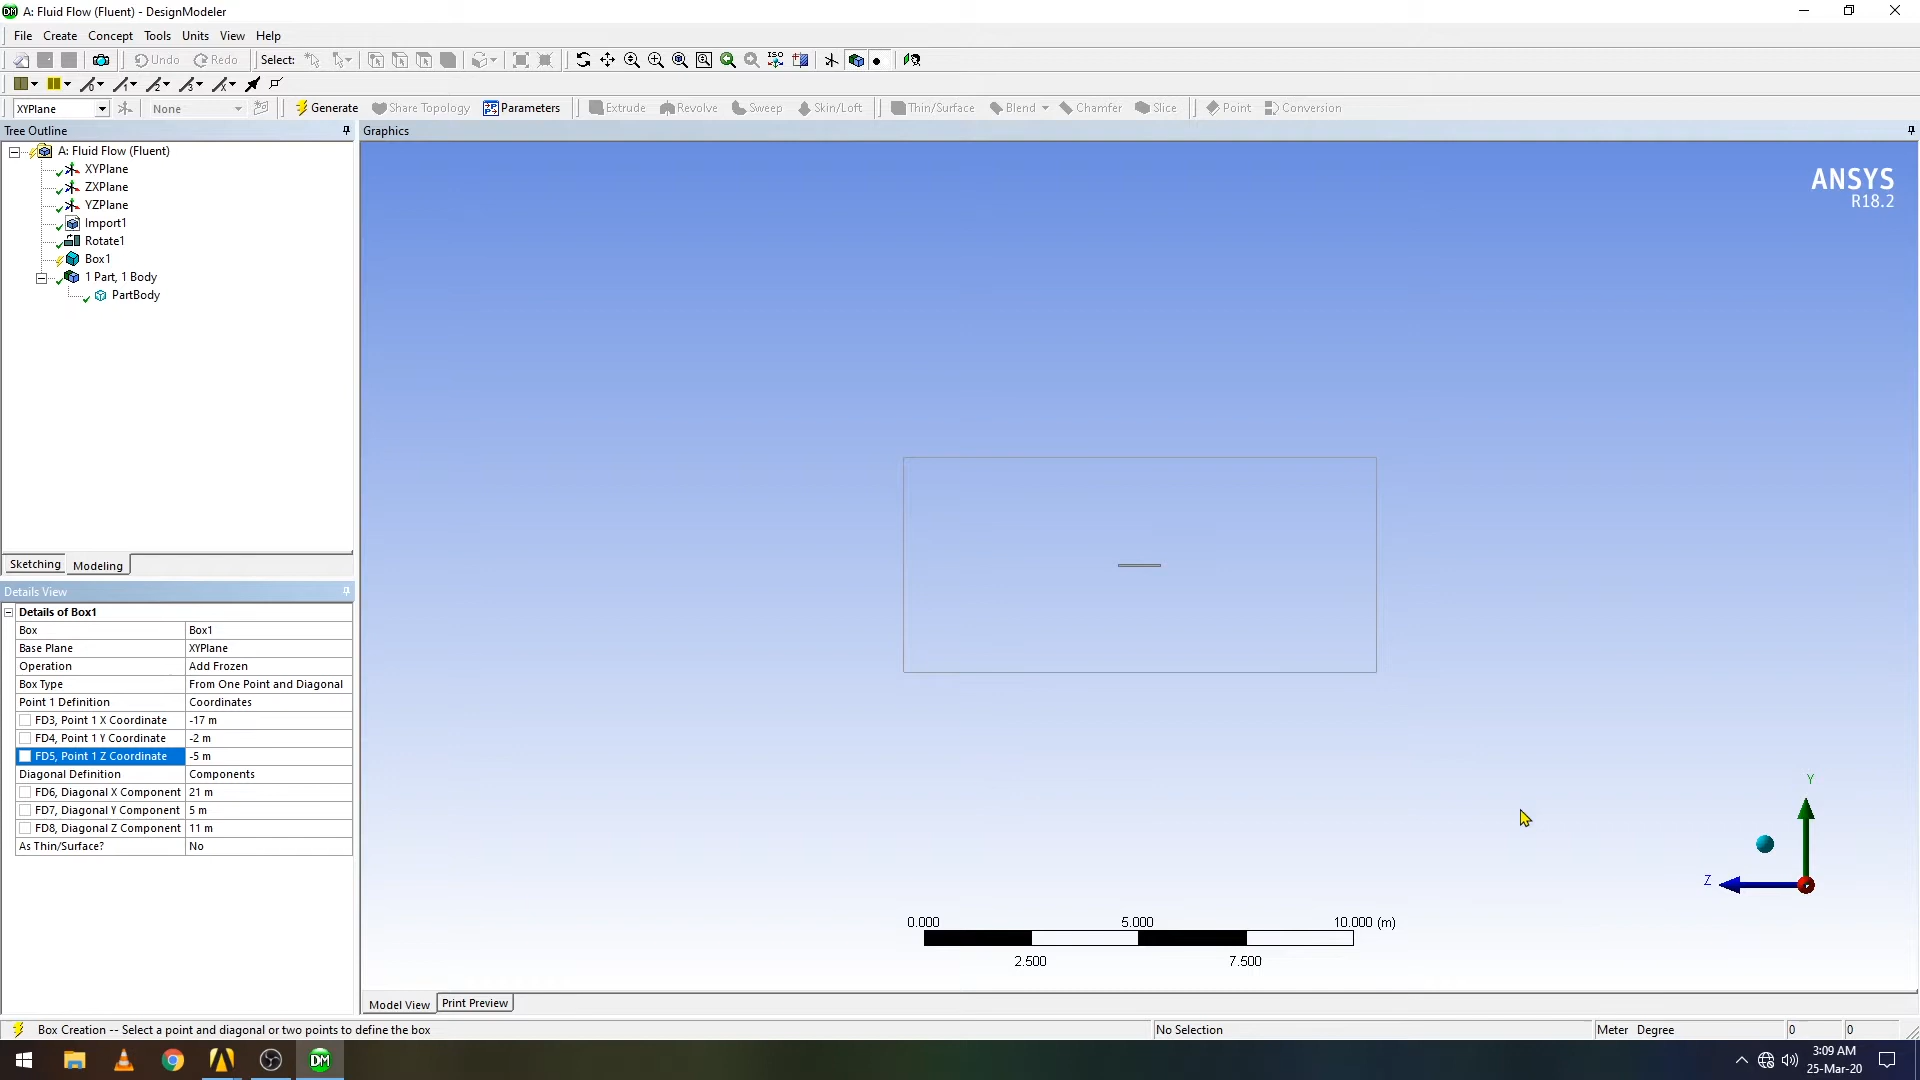 A: Fluid Flow (Fluent) - DesignModeler
File Create Concept Tools Units View Help
Undo Redo Select: ISO
XYPlane None Generate Share Topology Parameters Extrude Revolve Sweep Skin/Loft Thin/Surface Blend Chamfer Slice Point Conversion
Tree Outline
Graphics
A: Fluid Flow (Fluent)
XYPlane
ZXPlane
YZPlane
Import1
Rotate1
Box1
1 Part, 1 Body
PartBody
ANSYS
R18.2
Sketching Modeling
Details View
Details of Box1
Box Box1
Base Plane XYPlane
Operation Add Frozen
Box Type From One Point and Diagonal
Point 1 Definition Coordinates
FD3, Point 1 X Coordinate -17 m
FD4, Point 1 Y Coordinate -2 m
FD5, Point 1 Z Coordinate -5 m
Diagonal Definition Components
FD6, Diagonal X Component 21 m
FD7, Diagonal Y Component 5 m
FD8, Diagonal Z Component 11 m
As Thin/Surface? No
Y
Z
0.000 5.000 10.000 (m)
2.500 7.500
Model View Print Preview
Box Creation -- Select a point and diagonal or two points to define the box No Selection Meter Degree 0 0
DM
3:09 AM
25-Mar-20